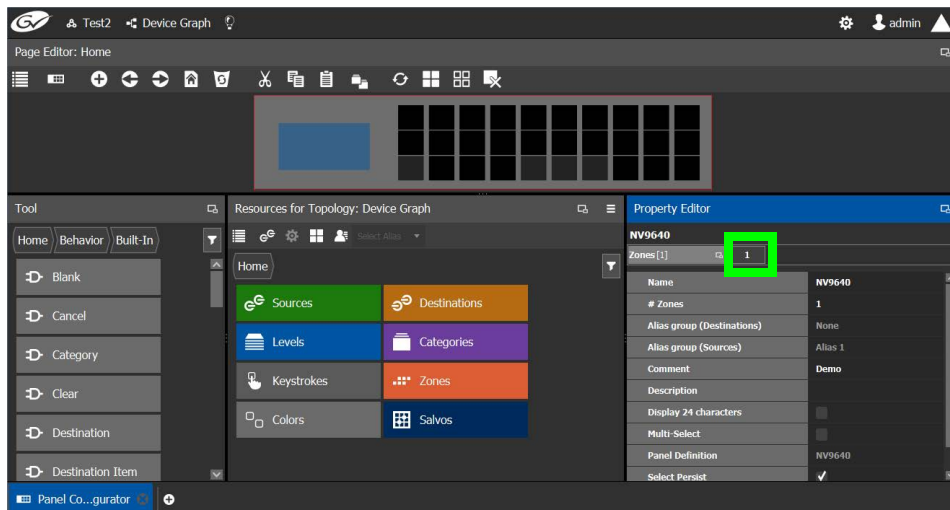 GV Test2 Device Graph admin
Page Editor: Home
Tool
Home Behavior Built-In
Blank
Cancel
Category
Clear
Destination
Destination Item
Resources for Topology: Device Graph
Select Alias
Home
Sources Destinations
Levels Categories
Keystrokes Zones
Colors Salvos
Property Editor
NV9640
Zones [1] 1
Name NV9640
# Zones 1
Alias group (Destinations) None
Alias group (Sources) Alias 1
Comment Demo
Description
Display 24 characters
Multi-Select
Panel Definition NV9640
Select Persist
Panel Co...gurator